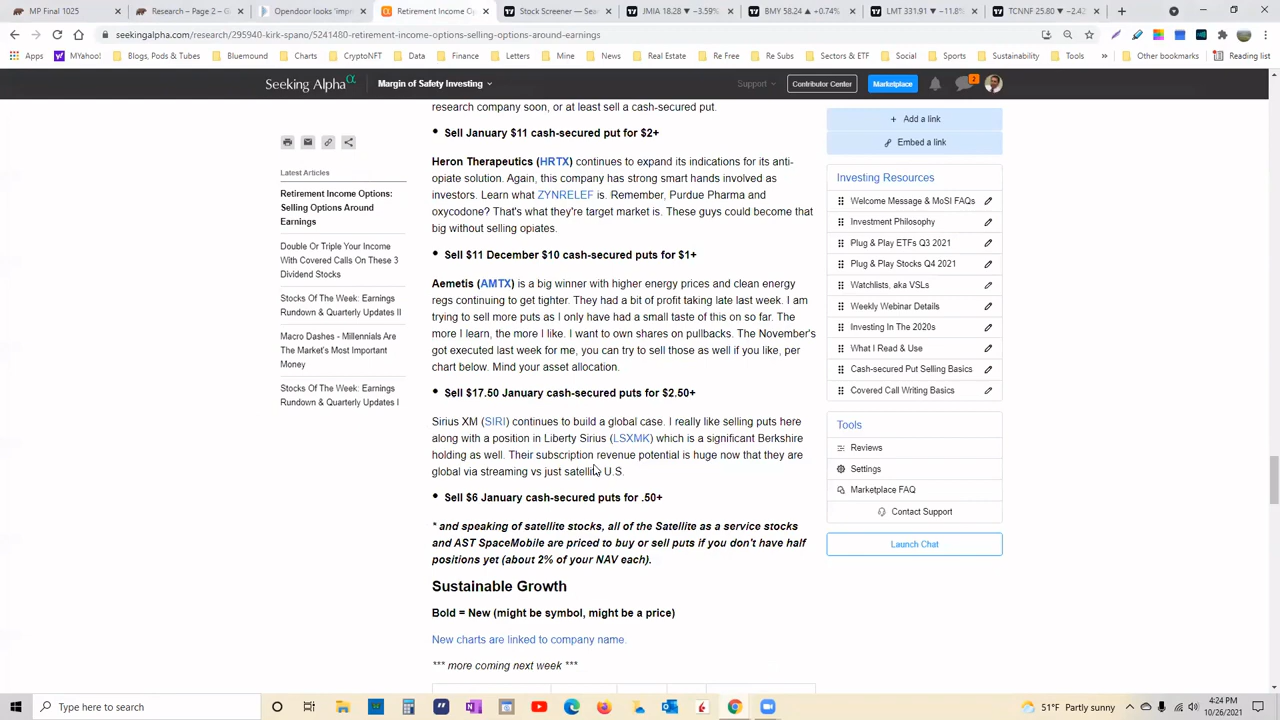 MP Final 1025
Research – Page 2 – G
Opendoor looks for 'impo
Retirement Income Optio
Stock Screener — Sea
JMIA 18.28 −3.59%
BMY 58.24 ▲ +0.74%
LMT 331.91 −11.8%
TCNNF 25.80 −2.4
seekingalpha.com/research/295940-kirk-spano/5241480-retirement-income-options-selling-options-around-earnings
Apps
MYahoo!
Blogs, Pods & Tubes
Bluemound
Charts
CryptoNFT
Data
Finance
Letters
Mine
News
Real Estate
Re Free
Re Subs
Sectors & ETF
Social
Sports
Sustainability
Tools
»
Other bookmarks
Reading list
Seeking Alpha α
Margin of Safety Investing
Support
Contributor Center
Marketplace
2
research company soon, or at least sell a cash-secured put.
• Sell January $11 cash-secured put for $2+
Heron Therapeutics (HRTX) continues to expand its indications for its anti-
opiate solution. Again, this company has strong smart hands involved as
investors. Learn what ZYNRELEF is. Remember, Purdue Pharma and
oxycodone? That's what they're target market is. These guys could become that
big without selling opiates.
• Sell $11 December $10 cash-secured puts for $1+
Aemetis (AMTX) is a big winner with higher energy prices and clean energy
regs continuing to get tighter. They had a bit of profit taking late last week. I am
trying to sell more puts as I only have had a small taste of this on so far. The
more I learn, the more I like. I want to own shares on pullbacks. The November's
got executed last week for me, you can try to sell those as well if you like, per
chart below. Mind your asset allocation.
• Sell $17.50 January cash-secured puts for $2.50+
Sirius XM (SIRI) continues to build a global case. I really like selling puts here
along with a position in Liberty Sirius (LSXMK) which is a significant Berkshire
holding as well. Their subscription revenue potential is huge now that they are
global via streaming vs just satellite U.S.
• Sell $6 January cash-secured puts for .50+
* and speaking of satellite stocks, all of the Satellite as a service stocks
and AST SpaceMobile are priced to buy or sell puts if you don't have half
positions yet (about 2% of your NAV each).
Sustainable Growth
Bold = New (might be symbol, might be a price)
New charts are linked to company name.
*** more coming next week ***
Latest Articles
Retirement Income Options:
Selling Options Around
Earnings
Double Or Triple Your Income
With Covered Calls On These 3
Dividend Stocks
Stocks Of The Week: Earnings
Rundown & Quarterly Updates II
Macro Dashes - Millennials Are
The Market's Most Important
Money
Stocks Of The Week: Earnings
Rundown & Quarterly Updates I
+ Add a link
Embed a link
Investing Resources
Welcome Message & MoSI FAQs
Investment Philosophy
Plug & Play ETFs Q3 2021
Plug & Play Stocks Q4 2021
Watchlists, aka VSLs
Weekly Webinar Details
Investing In The 2020s
What I Read & Use
Cash-secured Put Selling Basics
Covered Call Writing Basics
Tools
Reviews
Settings
Marketplace FAQ
Contact Support
Launch Chat
Type here to search
51°F Partly sunny
4:24 PM
10/26/2021